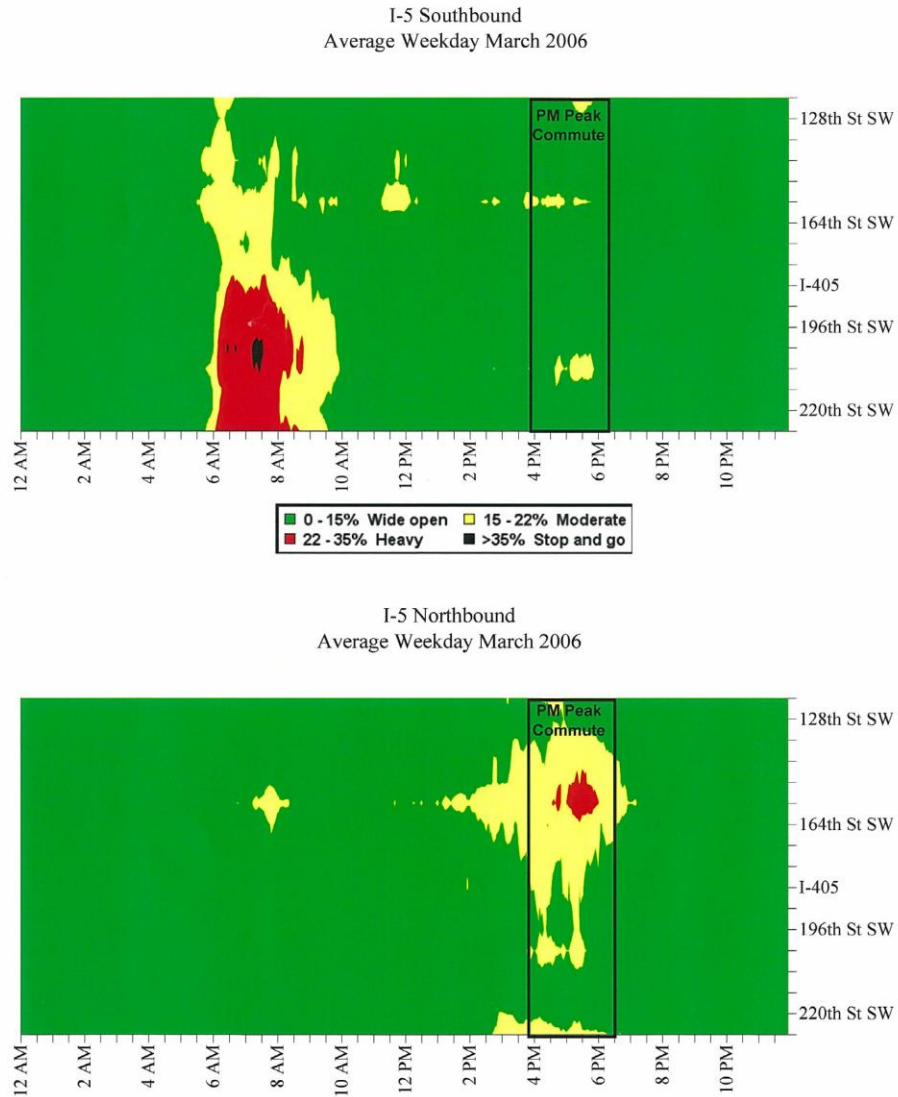 I-5 Southbound
Average Weekday March 2006
PM Peak
Commute
128th St SW
164th St SW
I-405
196th St SW
220th St SW
12 AM
2 AM
4 AM
6 AM
8 AM
10 AM
12 PM
2 PM
4 PM
6 PM
8 PM
10 PM
0 - 15% Wide open
15 - 22% Moderate
22 - 35% Heavy
>35% Stop and go
I-5 Northbound
Average Weekday March 2006
PM Peak
Commute
128th St SW
164th St SW
I-405
196th St SW
220th St SW
12 AM
2 AM
4 AM
6 AM
8 AM
10 AM
12 PM
2 PM
4 PM
6 PM
8 PM
10 PM